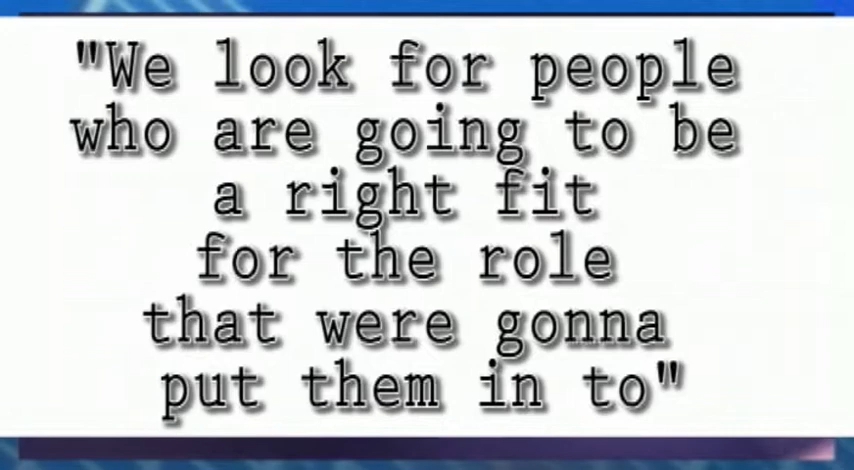 "We look for people
who are going to be
a right fit
for the role
that were gonna
put them in to"